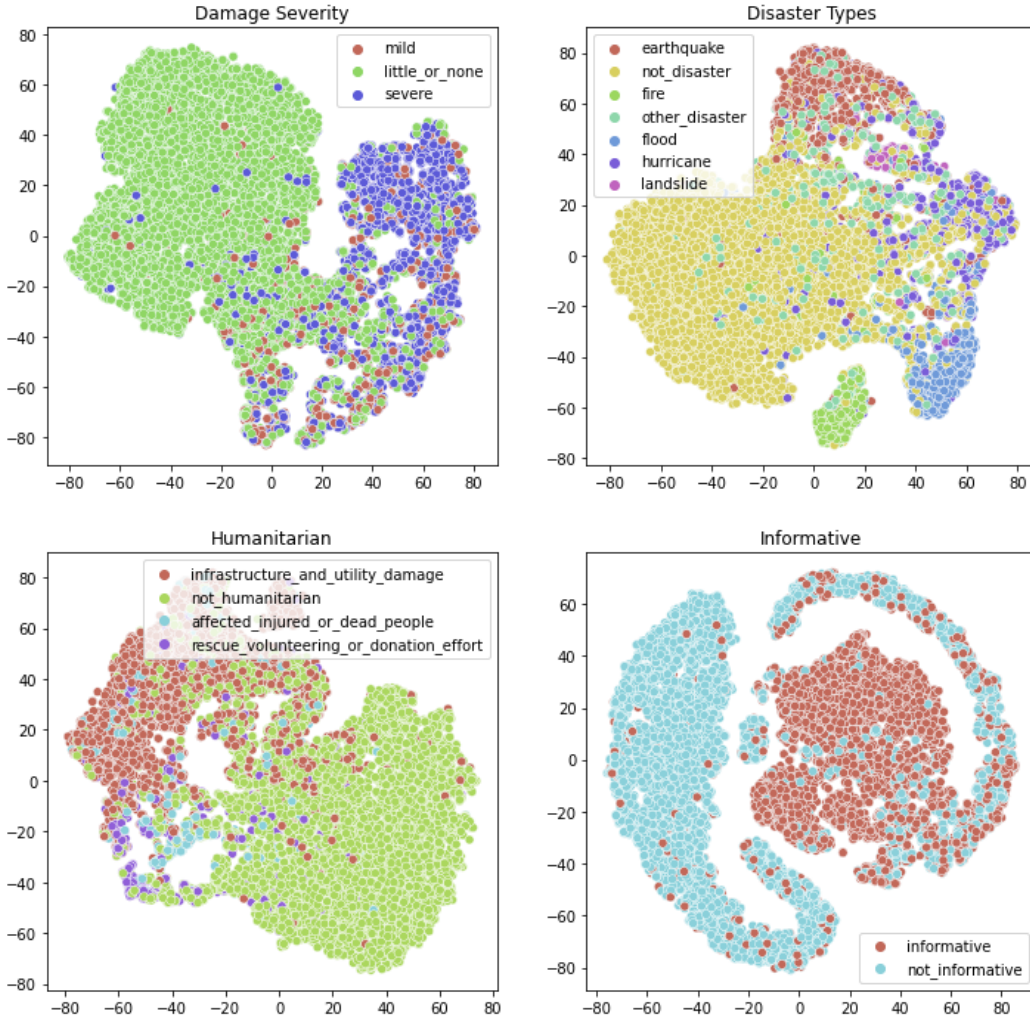 Damage Severity
80
60
40
20
0
−20
−40
−60
−80
mild
little_or_none
severe
−80 −60 −40 −20 0 20 40 60 80
Disaster Types
80
60
40
20
0
−20
−40
−60
−80
earthquake
not_disaster
fire
other_disaster
flood
hurricane
landslide
−80 −60 −40 −20 0 20 40 60 80
Humanitarian
80
60
40
20
0
−20
−40
−60
−80
infrastructure_and_utility_damage
not_humanitarian
affected_injured_or_dead_people
rescue_volunteering_or_donation_effort
−80 −60 −40 −20 0 20 40 60 80
Informative
60
40
20
0
−20
−40
−60
−80
informative
not_informative
−80 −60 −40 −20 0 20 40 60 80